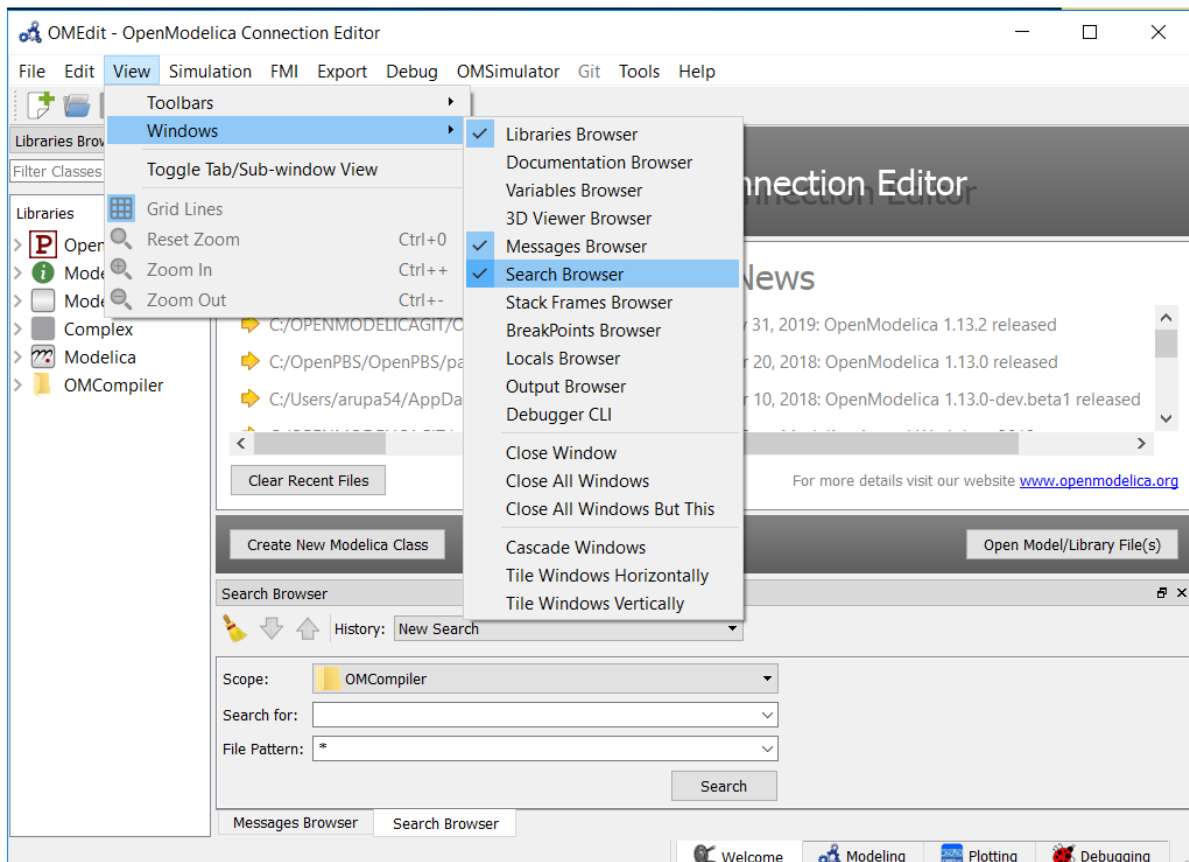 OMEdit - OpenModelica Connection Editor
File Edit View Simulation FMI Export Debug OMSimulator Git Tools Help
Toolbars
Windows
Toggle Tab/Sub-window View
Grid Lines
Reset Zoom Ctrl+0
Zoom In Ctrl++
Zoom Out Ctrl+-
Libraries Browser
Documentation Browser
Variables Browser
3D Viewer Browser
Messages Browser
Search Browser
Stack Frames Browser
BreakPoints Browser
Locals Browser
Output Browser
Debugger CLI
Close Window
Close All Windows
Close All Windows But This
Cascade Windows
Tile Windows Horizontally
Tile Windows Vertically
Libraries Brow
Filter Classes
Libraries
P Open
Mode
Mode
Complex
Modelica
OMCompiler
nnection Editor
News
C:/OPENMODELICAGIT/O
C:/OpenPBS/OpenPBS/pa
C:/Users/arupa54/AppDa
31, 2019: OpenModelica 1.13.2 released
20, 2018: OpenModelica 1.13.0 released
10, 2018: OpenModelica 1.13.0-dev.beta1 released
Clear Recent Files
For more details visit our website www.openmodelica.org
Create New Modelica Class
Open Model/Library File(s)
Search Browser
History: New Search
Scope: OMCompiler
Search for:
File Pattern: *
Search
Messages Browser Search Browser
Welcome Modeling Plotting Debugging